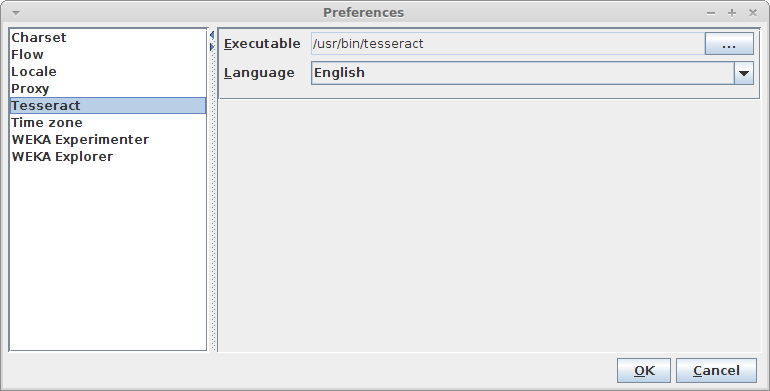 Preferences
Charset
Flow
Locale
Proxy
Tesseract
Time zone
WEKA Experimenter
WEKA Explorer
Executable /usr/bin/tesseract ...
Language English
OK Cancel